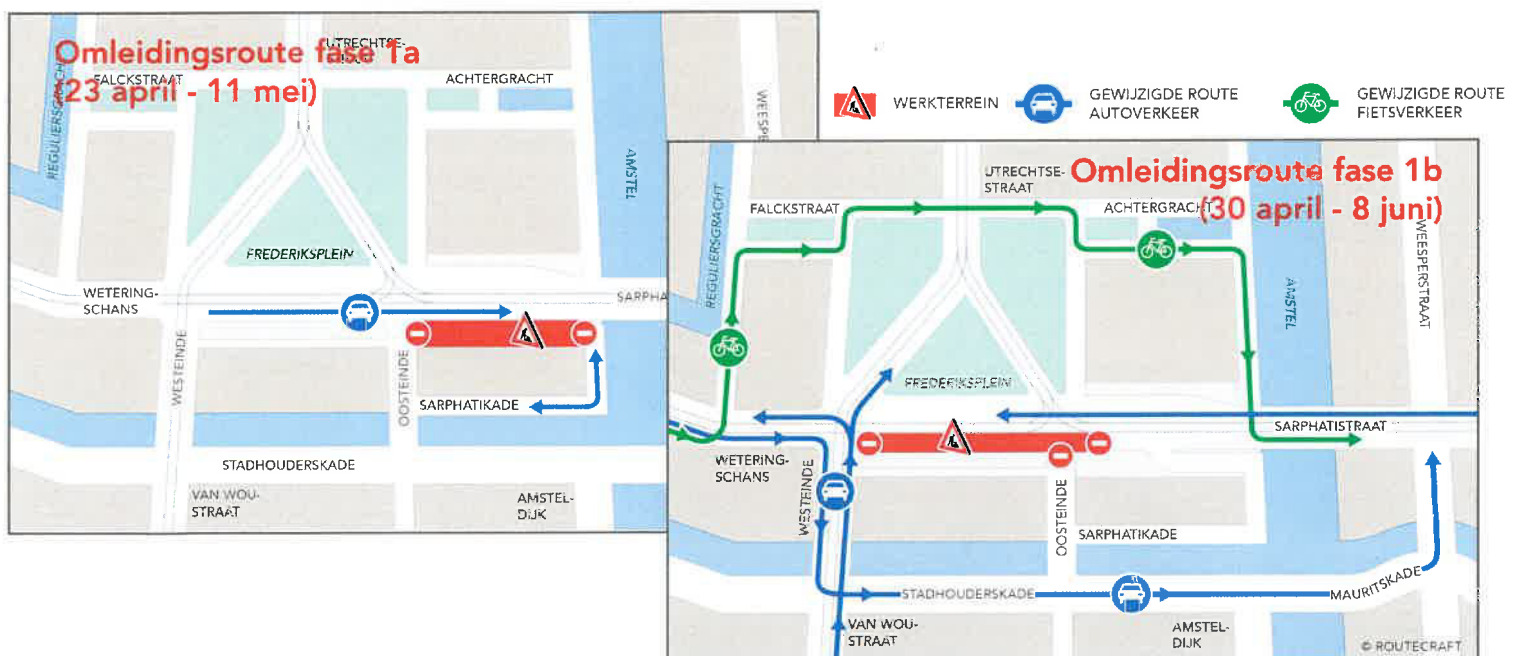 Omleidingsroute fase 1a
(23 april - 11 mei)
UTRECHTSE-
FALCKSTRAAT
ACHTERGRACHT
REGULIERSGRACHT
AMSTEL
FREDERIKSPLEIN
WETERING-
SCHANS
SARPHA
WESTEINDE
OOSTEINDE
SARPHATIKADE
STADHOUDERSKADE
VAN WOU-
STRAAT
AMSTEL-
DIJK
WEESPE
WERKTERREIN
GEWIJZIGDE ROUTE
AUTOVERKEER
GEWIJZIGDE ROUTE
FIETSVERKEER
Omleidingsroute fase 1b
(30 april - 8 juni)
UTRECHTSE-
STRAAT
FALCKSTRAAT
ACHTERGRACHT
REGULIERSGRACHT
WEESPERSTRAAT
AMSTEL
FREDERIKSPLEIN
SARPHATISTRAAT
WETERING-
SCHANS
WESTEINDE
OOSTEINDE
SARPHATIKADE
STADHOUDERSKADE
MAURITSKADE
VAN WOU-
STRAAT
AMSTEL-
DIJK
© ROUTECRAFT